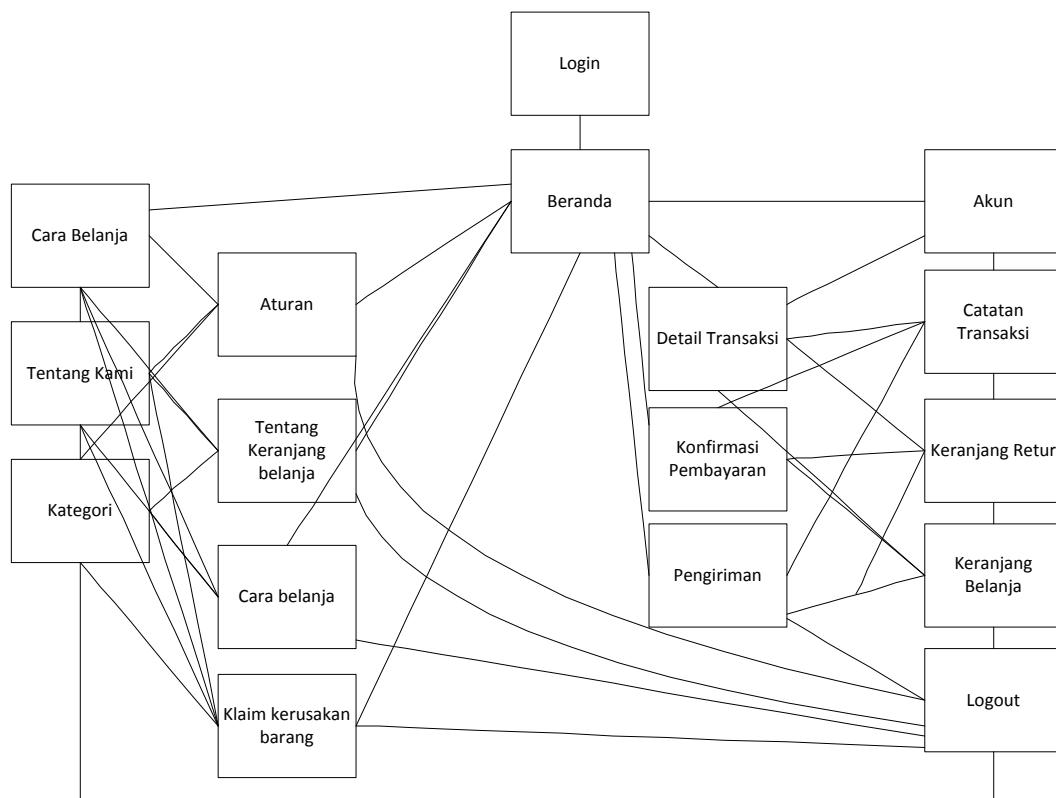 Login
Beranda
Akun
Cara Belanja
Aturan
Catatan
Transaksi
Detail Transaksi
Tentang Kami
Tentang
Keranjang
belanja
Konfirmasi
Pembayaran
Keranjang Retur
Kategori
Cara belanja
Pengiriman
Keranjang
Belanja
Klaim kerusakan
barang
Logout